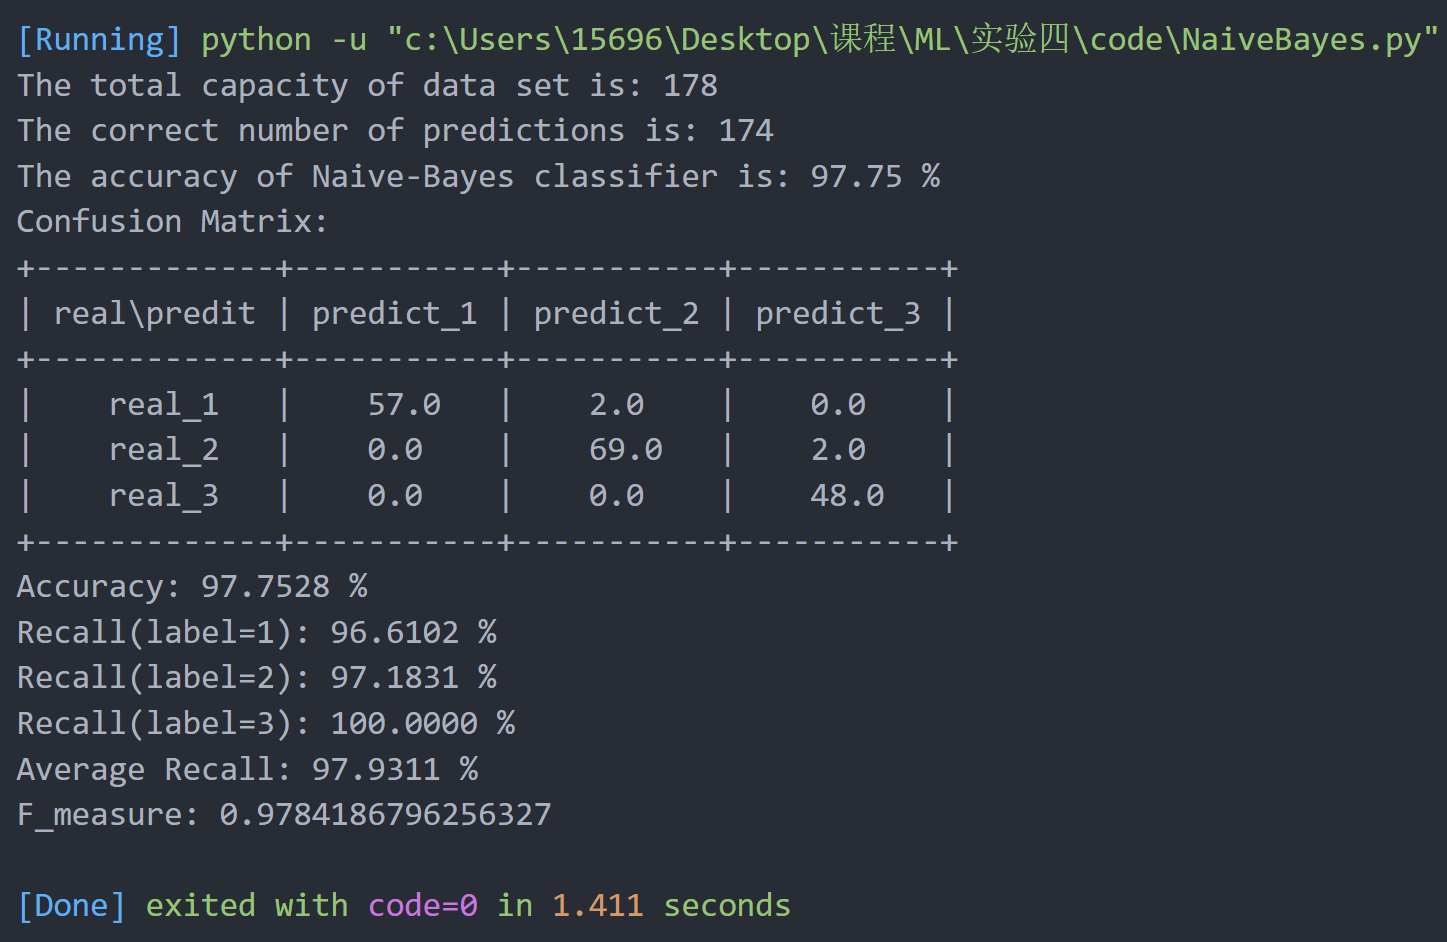 [Running] python -u "c:\Users\15696\Desktop\课程\ML\实验四\code\NaiveBayes.py"
The total capacity of data set is: 178
The correct number of predictions is: 174
The accuracy of Naive-Bayes classifier is: 97.75 %
Confusion Matrix:
+-------------+-----------+-----------+-----------+
| real\predit | predict_1 | predict_2 | predict_3 |
+-------------+-----------+-----------+-----------+
|    real_1   |    57.0   |    2.0    |    0.0    |
|    real_2   |    0.0    |    69.0   |    2.0    |
|    real_3   |    0.0    |    0.0    |    48.0   |
+-------------+-----------+-----------+-----------+
Accuracy: 97.7528 %
Recall(label=1): 96.6102 %
Recall(label=2): 97.1831 %
Recall(label=3): 100.0000 %
Average Recall: 97.9311 %
F_measure: 0.9784186796256327
[Done] exited with code=0 in 1.411 seconds